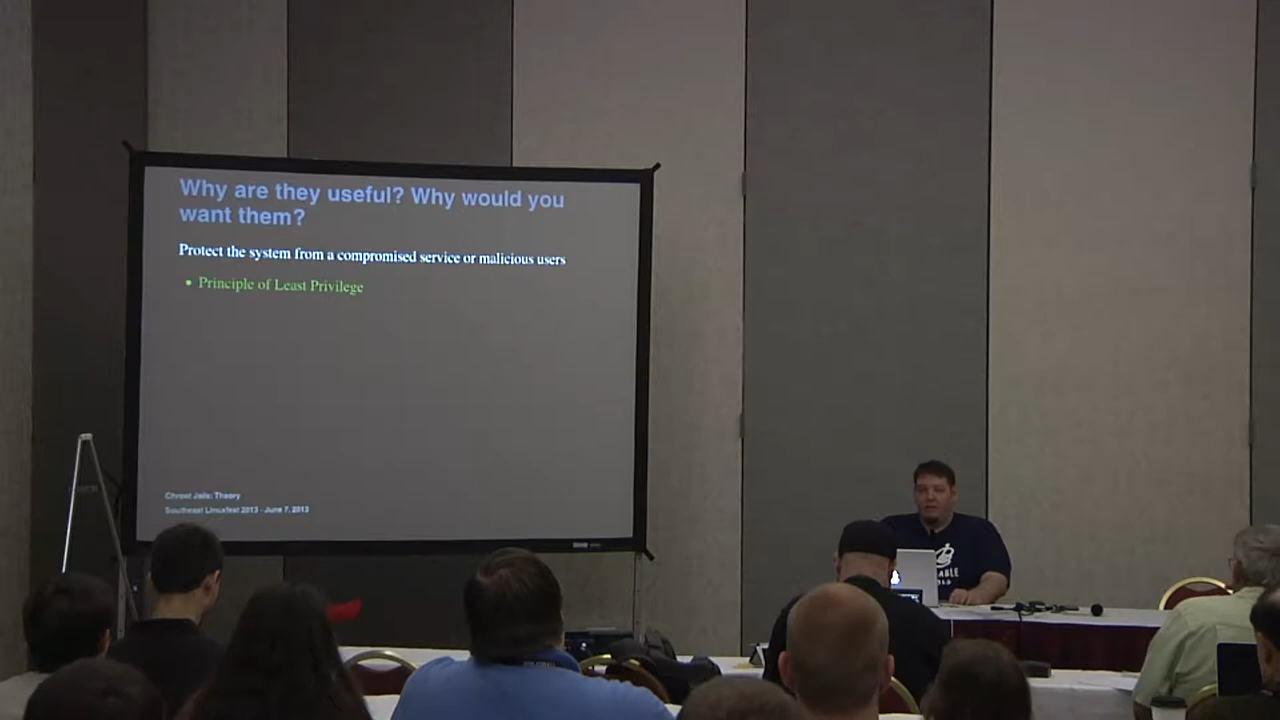 Why are they useful? Why would you
want them?
Protect the system from a compromised service or malicious users
• Principle of Least Privilege
Chroot Jails: Theory
Southeast Linuxfest 2013 - June 7, 2013